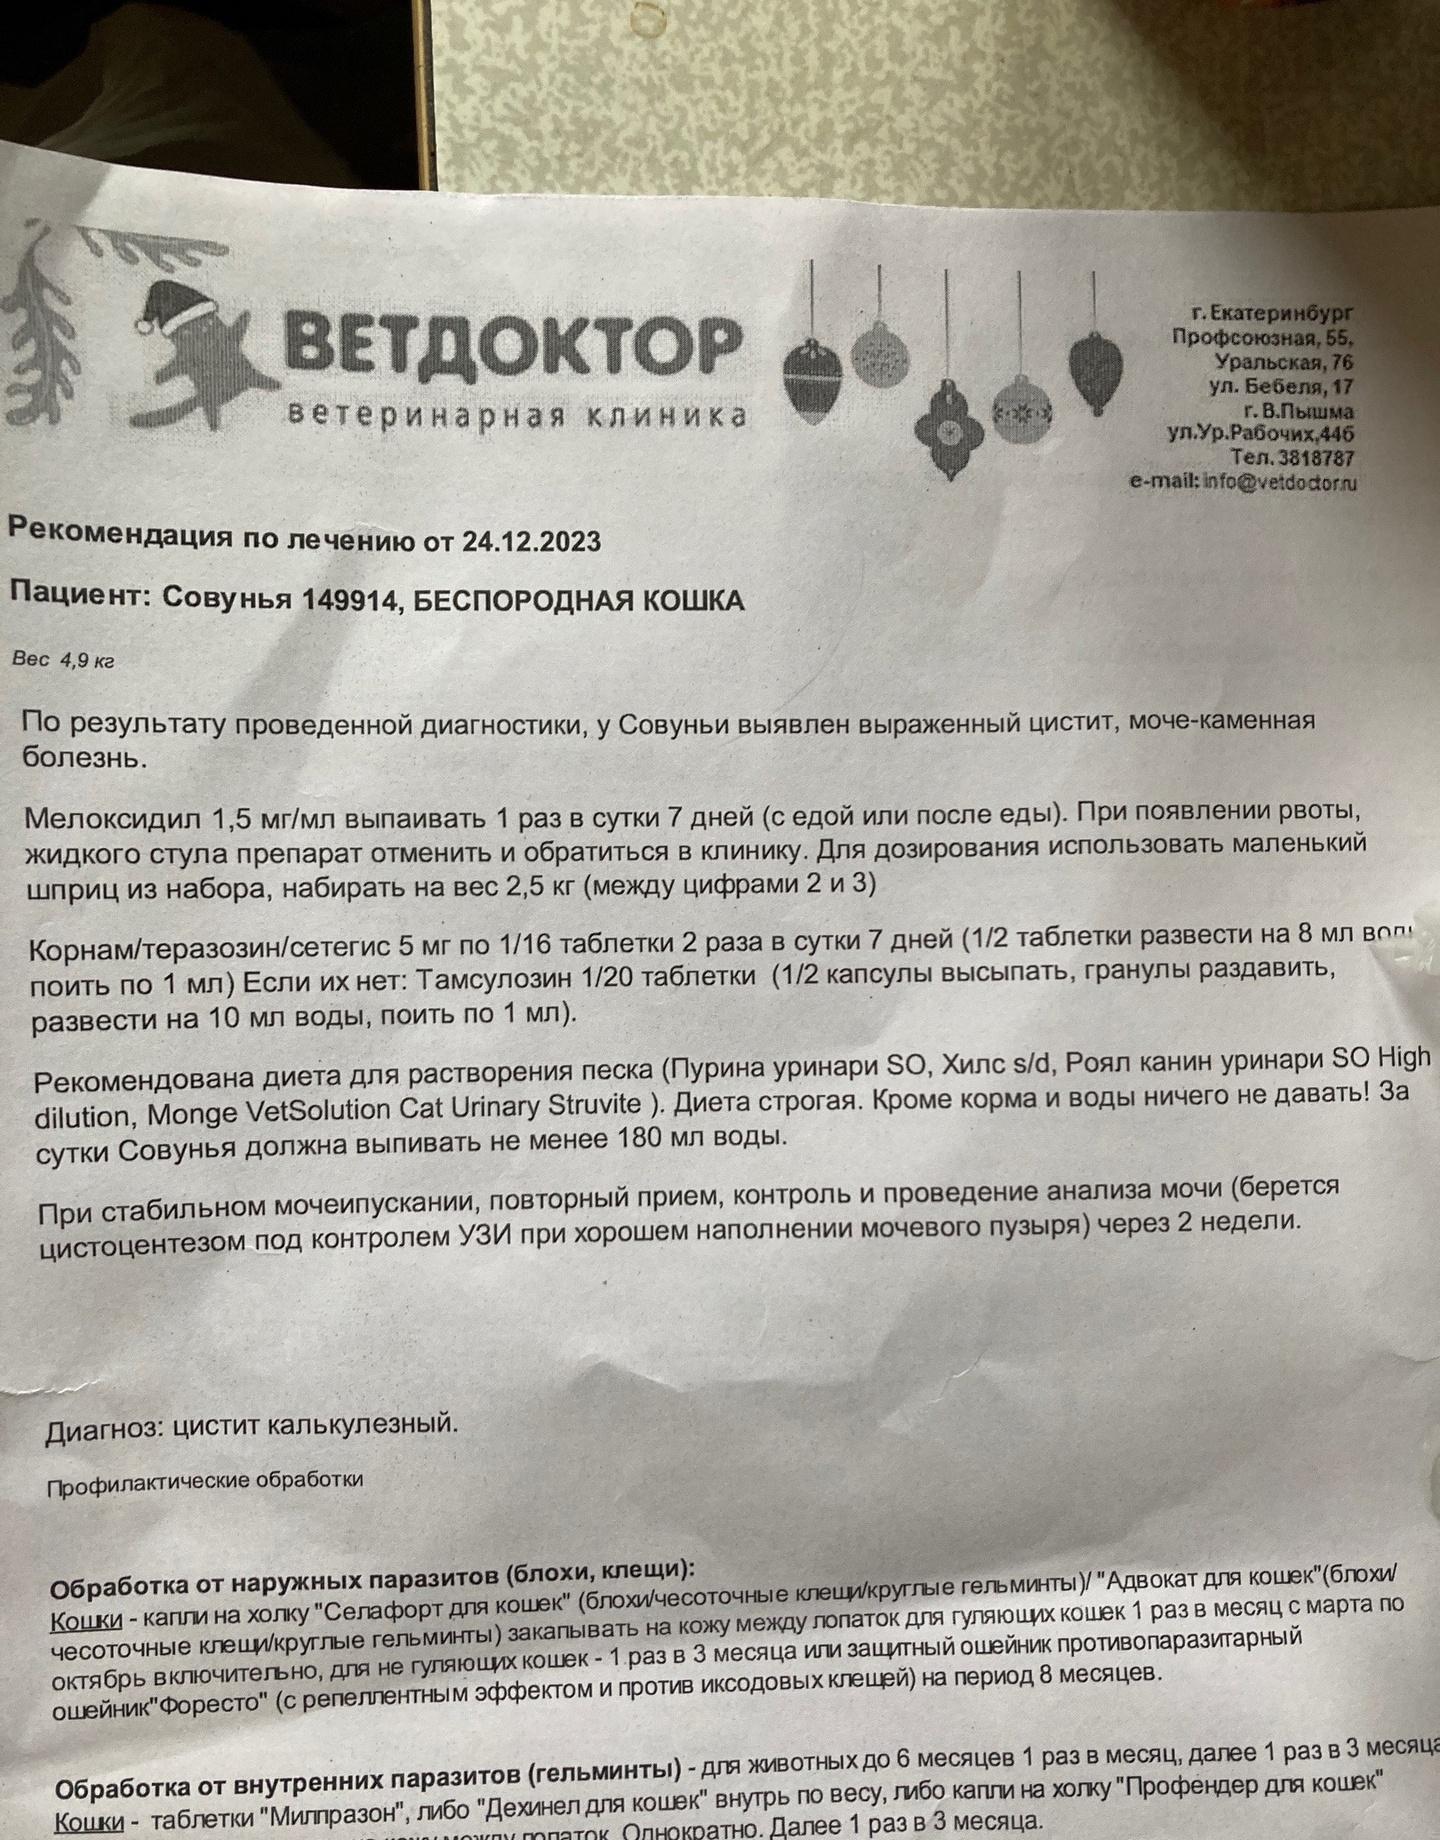 ВЕТДОКТОР
ветеринарная клиника
г. Екатеринбург
Профсоюзная, 55,
Уральская, 76
ул. Бебеля, 17
г. В.Пышма
ул.Ур.Рабочих,44б
Тел. 3818787
e-mail: info@vetdoctor.ru
Рекомендация по лечению от 24.12.2023
Пациент: Совунья 149914, БЕСПОРОДНАЯ КОШКА
Вес 4,9 кг
По результату проведенной диагностики, у Совуньи выявлен выраженный цистит, моче-каменная
болезнь.
Мелоксидил 1,5 мг/мл выпаивать 1 раз в сутки 7 дней (с едой или после еды). При появлении рвоты,
жидкого стула препарат отменить и обратиться в клинику. Для дозирования использовать маленький
шприц из набора, набирать на вес 2,5 кг (между цифрами 2 и 3)
Корнам/теразозин/сетегис 5 мг по 1/16 таблетки 2 раза в сутки 7 дней (1/2 таблетки развести на 8 мл
поить по 1 мл) Если их нет: Тамсулозин 1/20 таблетки (1/2 капсулы высыпать, гранулы раздавить,
развести на 10 мл воды, поить по 1 мл).
Рекомендована диета для растворения песка (Пурина уринари SO, Хилс s/d, Роял канин уринари SO High
dilution, Monge VetSolution Cat Urinary Struvite ). Диета строгая. Кроме корма и воды ничего не давать! За
сутки Совунья должна выпивать не менее 180 мл воды.
При стабильном мочеипускании, повторный прием, контроль и проведение анализа мочи (берется
цистоцентезом под контролем УЗИ при хорошем наполнении мочевого пузыря) через 2 недели.
Диагноз: цистит калькулезный.
Профилактические обработки
Обработка от наружных паразитов (блохи, клещи):
Кошки - капли на холку "Селафорт для кошек" (блохи/чесоточные клещи/круглые гельминты)/ "Адвокат для кошек"(блохи/
чесоточные клещи/круглые гельминты) закапывать на кожу между лопаток для гуляющих кошек 1 раз в месяц с марта по
октябрь включительно, для не гуляющих кошек - 1 раз в 3 месяца или защитный ошейник противопаразитарный
ошейник"Форесто" (с репеллентным эффектом и против иксодовых клещей) на период 8 месяцев.
Обработка от внутренних паразитов (гельминты) - для животных до 6 месяцев 1 раз в месяц, далее 1 раз в 3 месяца
Кошки - таблетки "Милпразон", либо "Дехинел для кошек" внутрь по весу, либо капли на холку "Профендер для кошек"
между лопаток. Однократно. Далее 1 раз в 3 месяца.